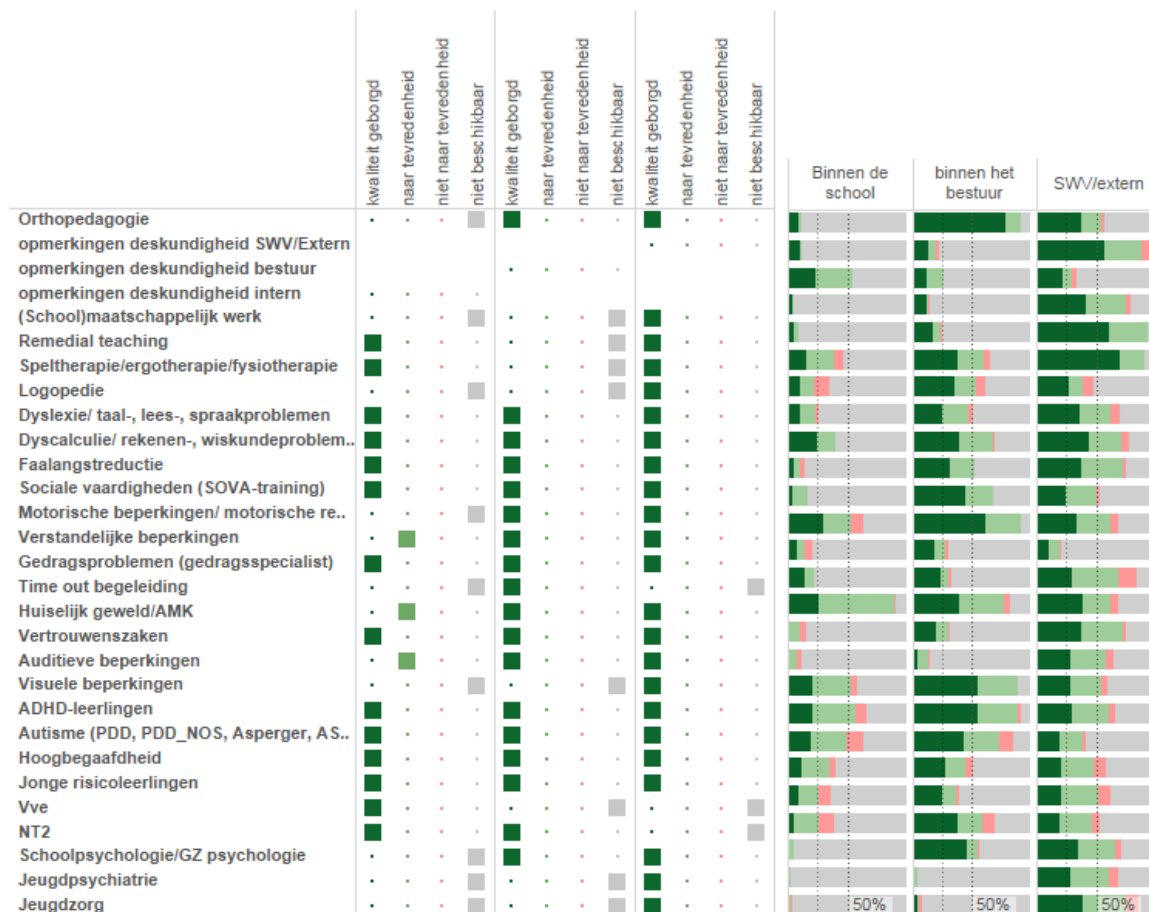 kwaliteit geborgd
naar tevredenheid
niet naar tevredenheid
niet beschikbaar
kwaliteit geborgd
naar tevredenheid
niet naar tevredenheid
niet beschikbaar
kwaliteit geborgd
naar tevredenheid
niet naar tevredenheid
niet beschikbaar
Binnen de
school
binnen het
bestuur
SWV/extern
Orthopedagogie
opmerkingen deskundigheid SWV/Extern
opmerkingen deskundigheid bestuur
opmerkingen deskundigheid intern
(School)maatschappelijk werk
Remedial teaching
Speltherapie/ergotherapie/fysiotherapie
Logopedie
Dyslexie/ taal-, lees-, spraakproblemen
Dyscalculie/ rekenen-, wiskundeproblem..
Faalangstreductie
Sociale vaardigheden (SOVA-training)
Motorische beperkingen/ motorische re..
Verstandelijke beperkingen
Gedragsproblemen (gedragsspecialist)
Time out begeleiding
Huiselijk geweld/AMK
Vertrouwenszaken
Auditieve beperkingen
Visuele beperkingen
ADHD-leerlingen
Autisme (PDD, PDD_NOS, Asperger, AS..
Hoogbegaafdheid
Jonge risicoleerlingen
Vve
NT2
Schoolpsychologie/GZ psychologie
Jeugdpsychiatrie
Jeugdzorg
50%
50%
50%